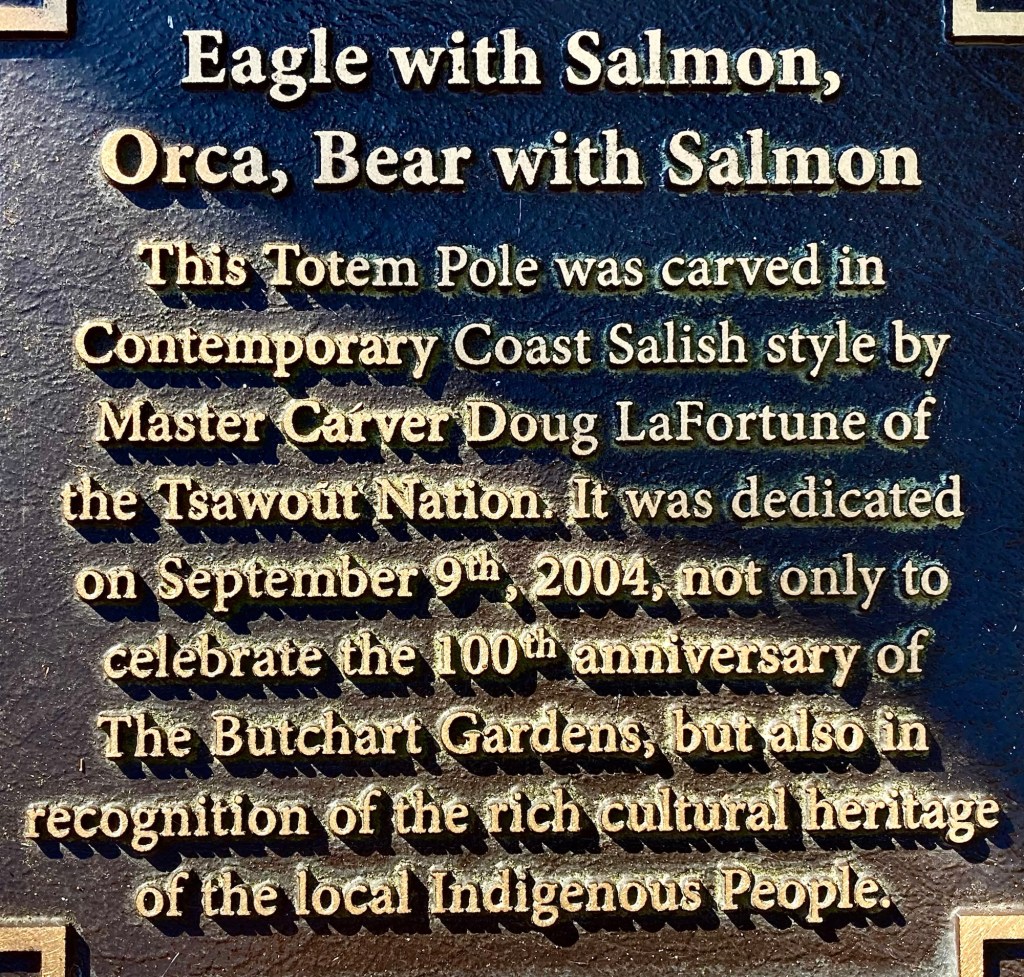 Eagle with Salmon,
Orca, Bear with Salmon
This Totem Pole was carved in
Contemporary Coast Salish style by
Master Carver Doug LaFortune of
the Tsawout Nation. It was dedicated
on September 9th, 2004, not only to
celebrate the 100th anniversary of
The Butchart Gardens, but also in
recognition of the rich cultural heritage
of the local Indigenous People.